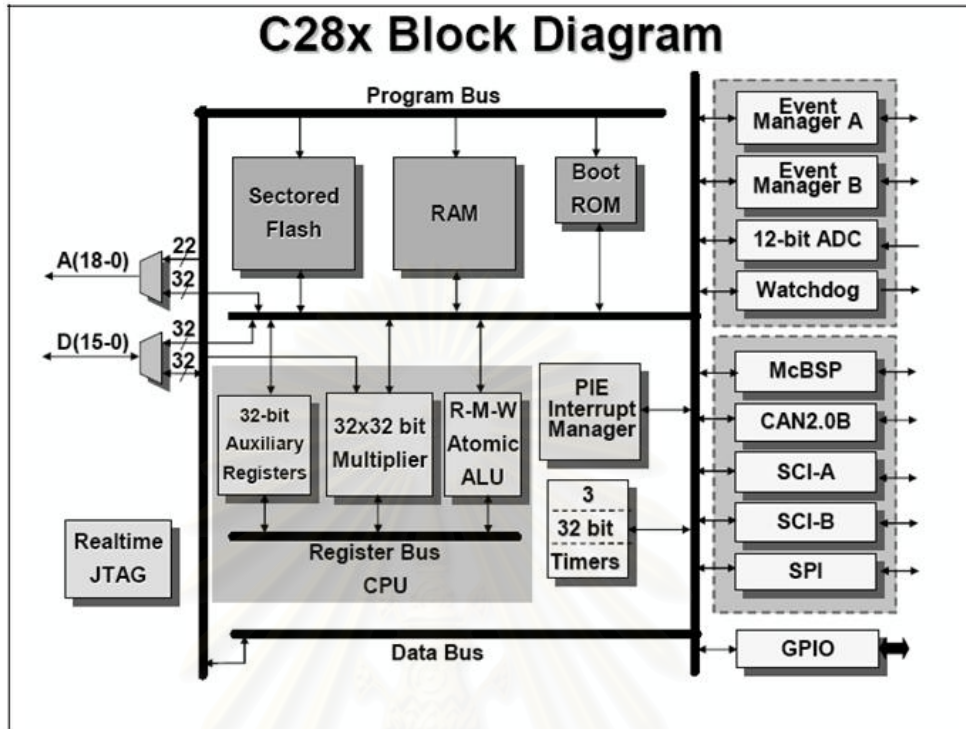 C28x Block Diagram
Program Bus
Sectored
Flash
RAM
Boot
ROM
A(18-0)
22
32
D(15-0)
32
32
32-bit
Auxiliary
Registers
32x32 bit
Multiplier
R-M-W
Atomic
ALU
PIE
Interrupt
Manager
3
32 bit
Timers
Register Bus
CPU
Realtime
JTAG
Data Bus
Event
Manager A
Event
Manager B
12-bit ADC
Watchdog
McBSP
CAN2.0B
SCI-A
SCI-B
SPI
GPIO